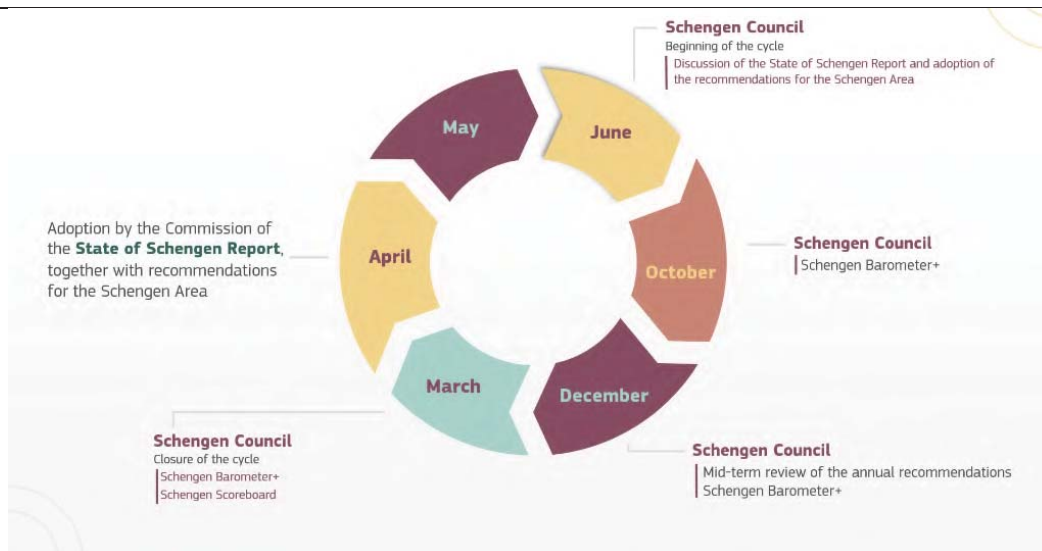 Schengen Council
Beginning of the cycle
Discussion of the State of Schengen Report and adoption of
the recommendations for the Schengen Area
May
June
Adoption by the Commission of
the State of Schengen Report,
together with recommendations
for the Schengen Area
April
October
Schengen Council
Schengen Barometer+
March
December
Schengen Council
Closure of the cycle
Schengen Barometer+
Schengen Scoreboard
Schengen Council
Mid-term review of the annual recommendations
Schengen Barometer+